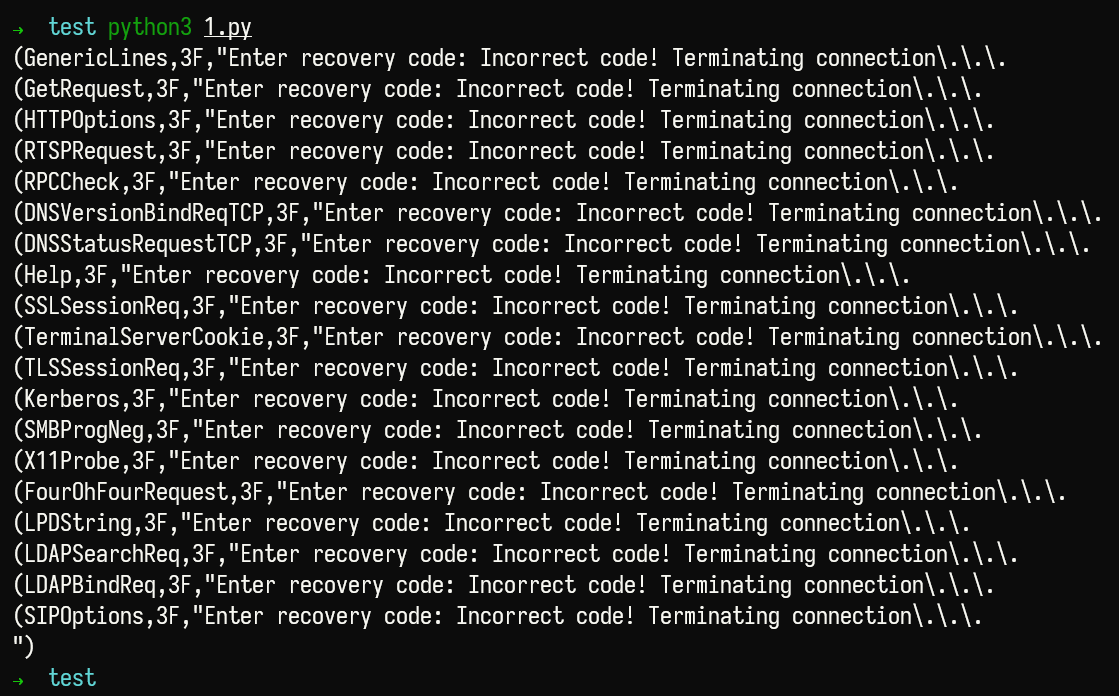 → test python3 1.py
(GenericLines,3F,"Enter recovery code: Incorrect code! Terminating connection\.\.\.
(GetRequest,3F,"Enter recovery code: Incorrect code! Terminating connection\.\.\.
(HTTPOptions,3F,"Enter recovery code: Incorrect code! Terminating connection\.\.\.
(RTSPRequest,3F,"Enter recovery code: Incorrect code! Terminating connection\.\.\.
(RPCCheck,3F,"Enter recovery code: Incorrect code! Terminating connection\.\.\.
(DNSVersionBindReqTCP,3F,"Enter recovery code: Incorrect code! Terminating connection\.\.\.
(DNSStatusRequestTCP,3F,"Enter recovery code: Incorrect code! Terminating connection\.\.\.
(Help,3F,"Enter recovery code: Incorrect code! Terminating connection\.\.\.
(SSLSessionReq,3F,"Enter recovery code: Incorrect code! Terminating connection\.\.\.
(TerminalServerCookie,3F,"Enter recovery code: Incorrect code! Terminating connection\.\.\.
(TLSSessionReq,3F,"Enter recovery code: Incorrect code! Terminating connection\.\.\.
(Kerberos,3F,"Enter recovery code: Incorrect code! Terminating connection\.\.\.
(SMBProgNeg,3F,"Enter recovery code: Incorrect code! Terminating connection\.\.\.
(X11Probe,3F,"Enter recovery code: Incorrect code! Terminating connection\.\.\.
(FourOhFourRequest,3F,"Enter recovery code: Incorrect code! Terminating connection\.\.\.
(LPDString,3F,"Enter recovery code: Incorrect code! Terminating connection\.\.\.
(LDAPSearchReq,3F,"Enter recovery code: Incorrect code! Terminating connection\.\.\.
(LDAPBindReq,3F,"Enter recovery code: Incorrect code! Terminating connection\.\.\.
(SIPOptions,3F,"Enter recovery code: Incorrect code! Terminating connection\.\.\.
")
→ test